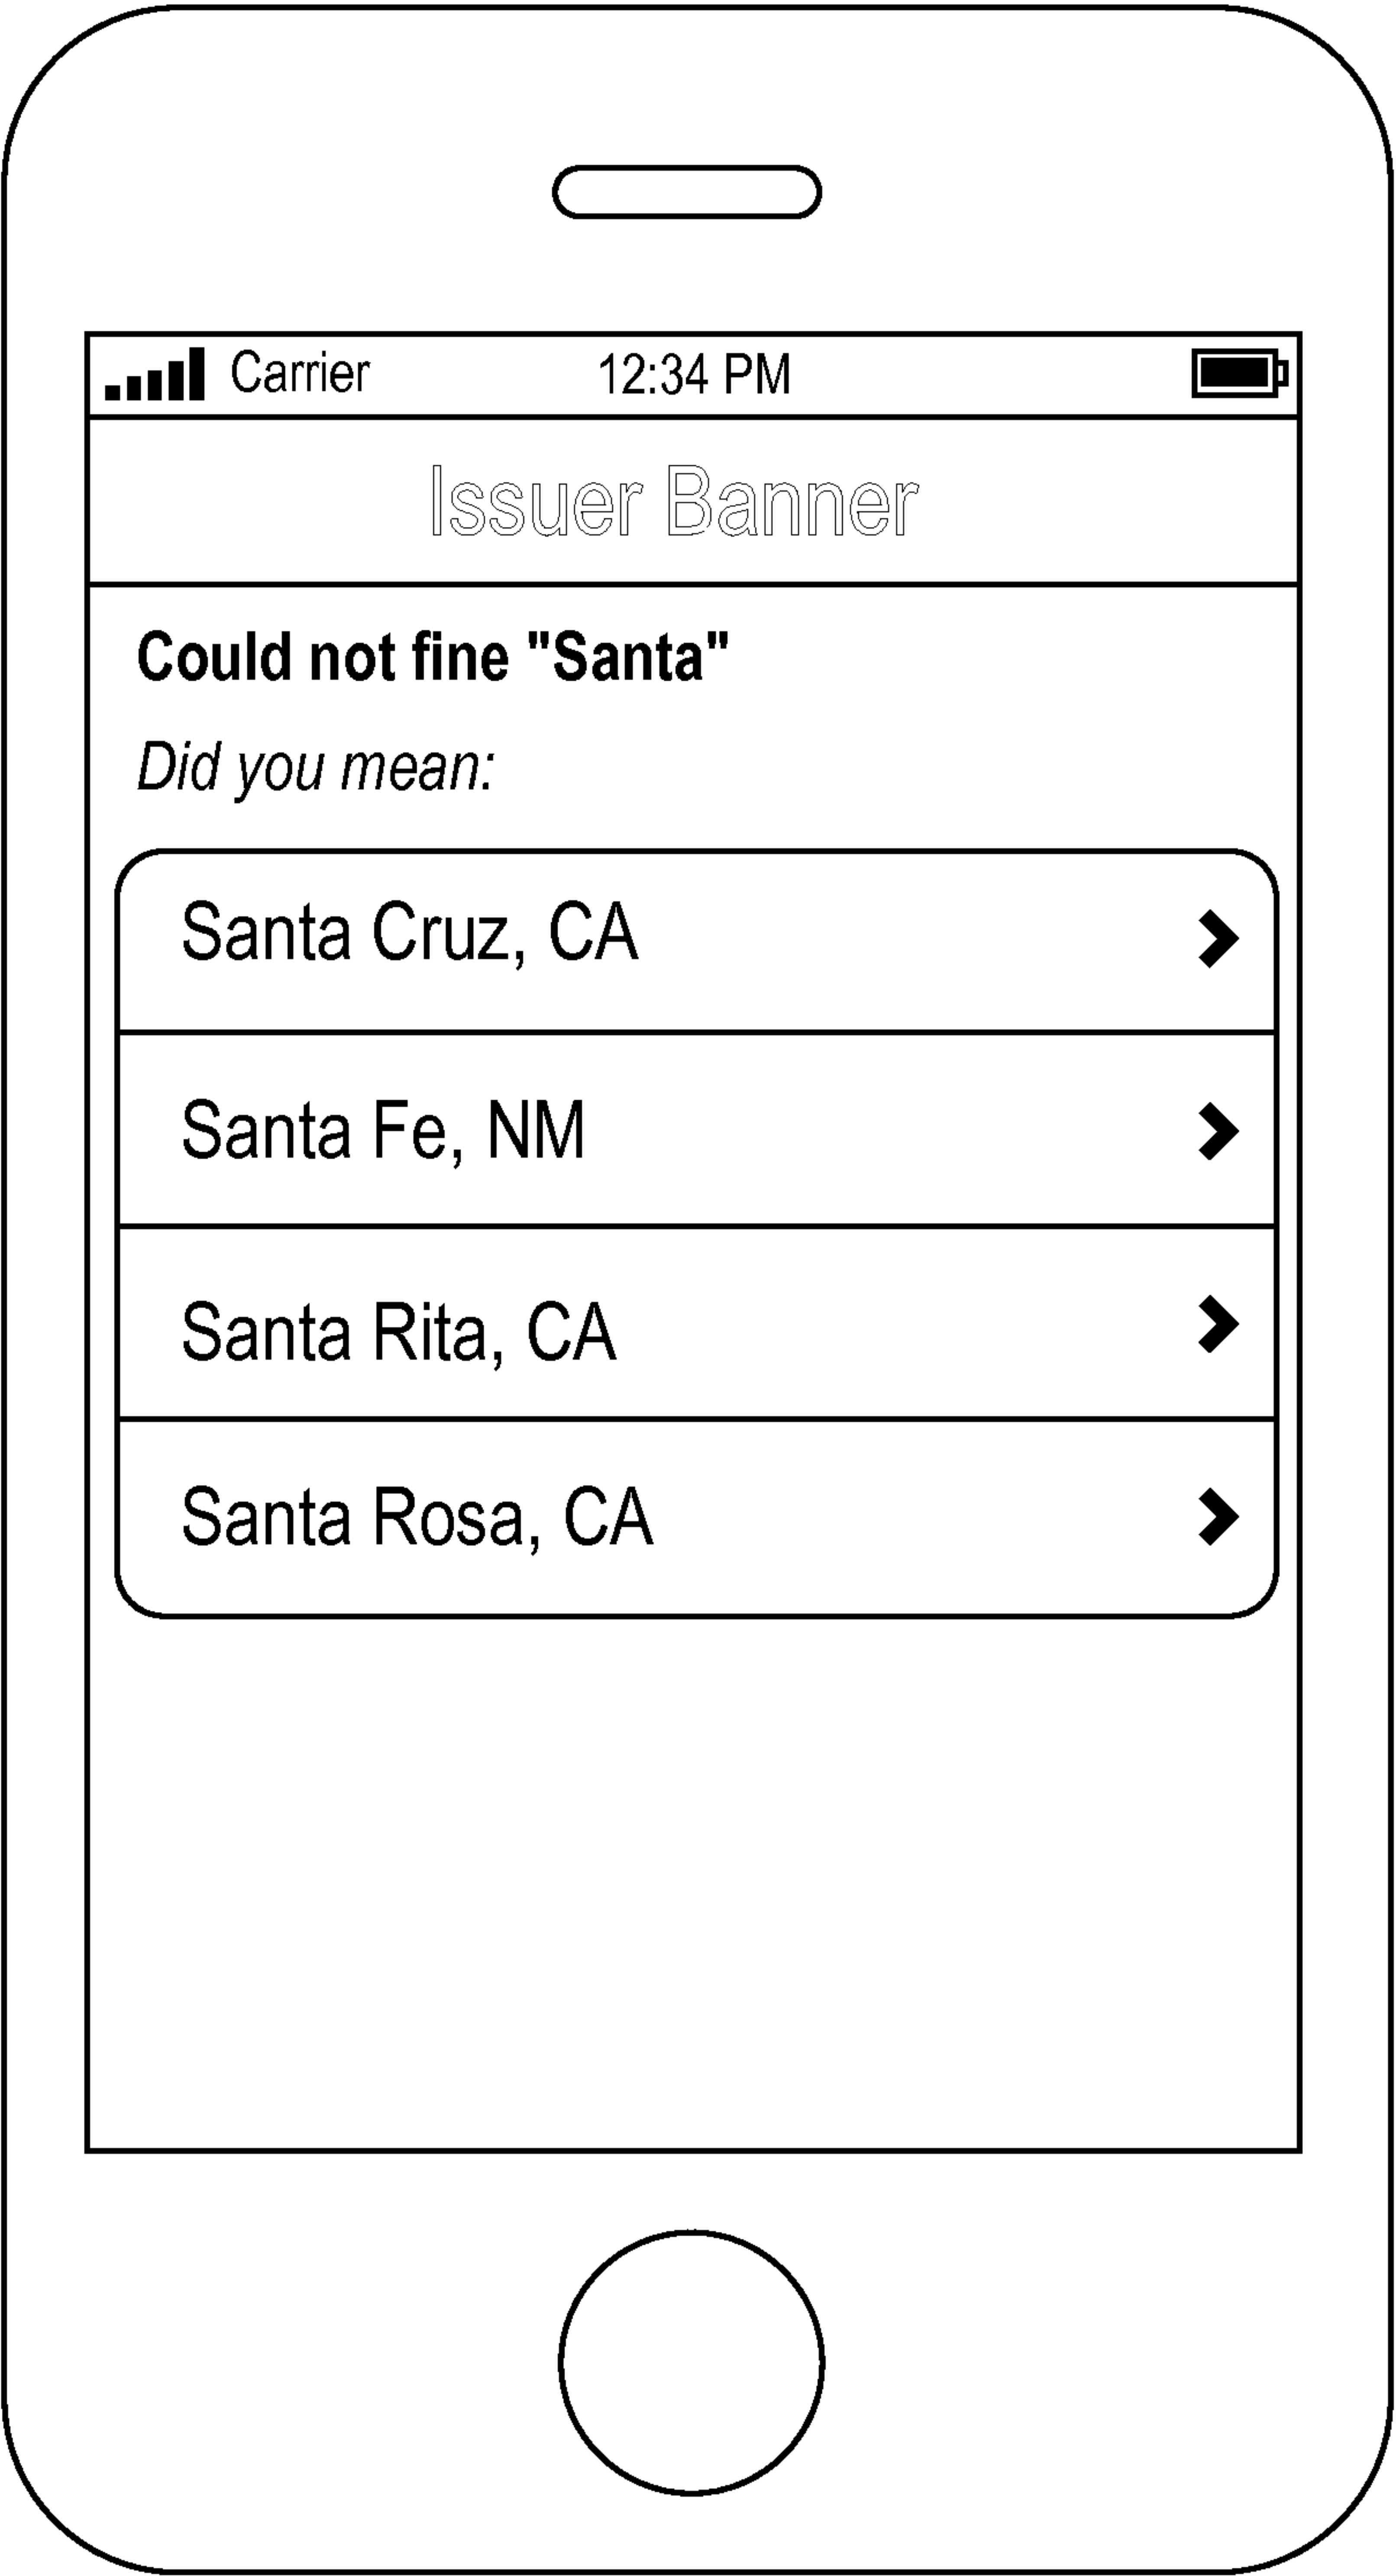 Carrier 12:34 PM
Issuer Banner
Could not fine "Santa"
Did you mean:
Santa Cruz, CA
Santa Fe, NM
Santa Rita, CA
Santa Rosa, CA